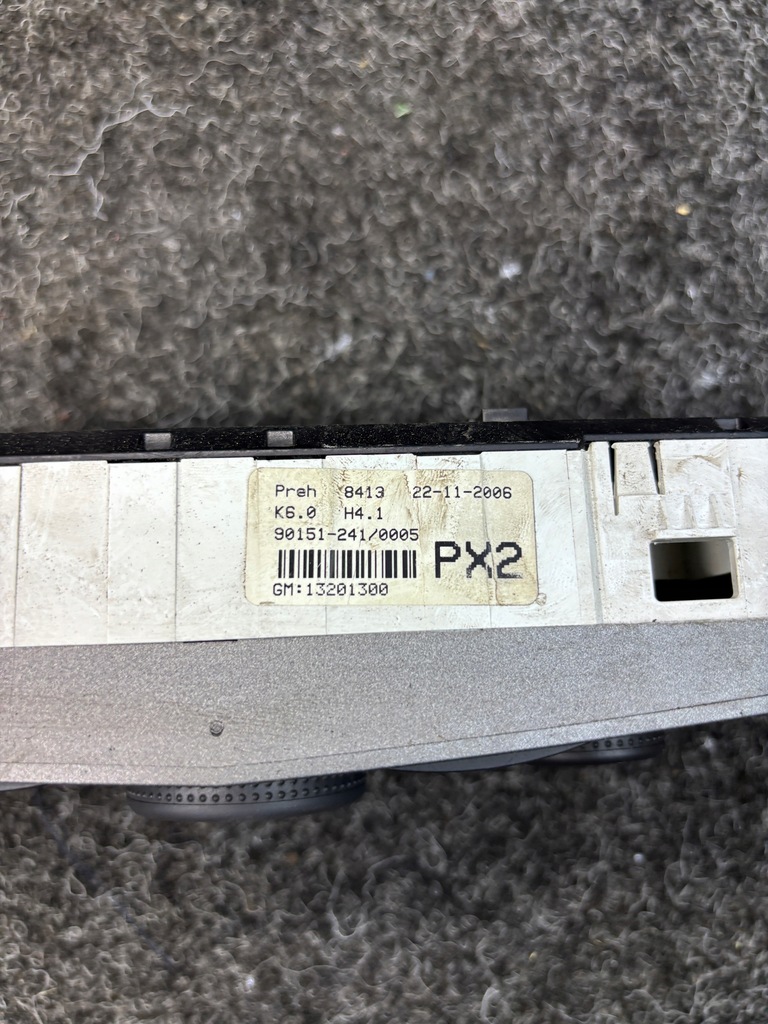 Preh 8413 22-11-2006
K6.0 H4.1
90151-241/0005
PX2
GM:13201300